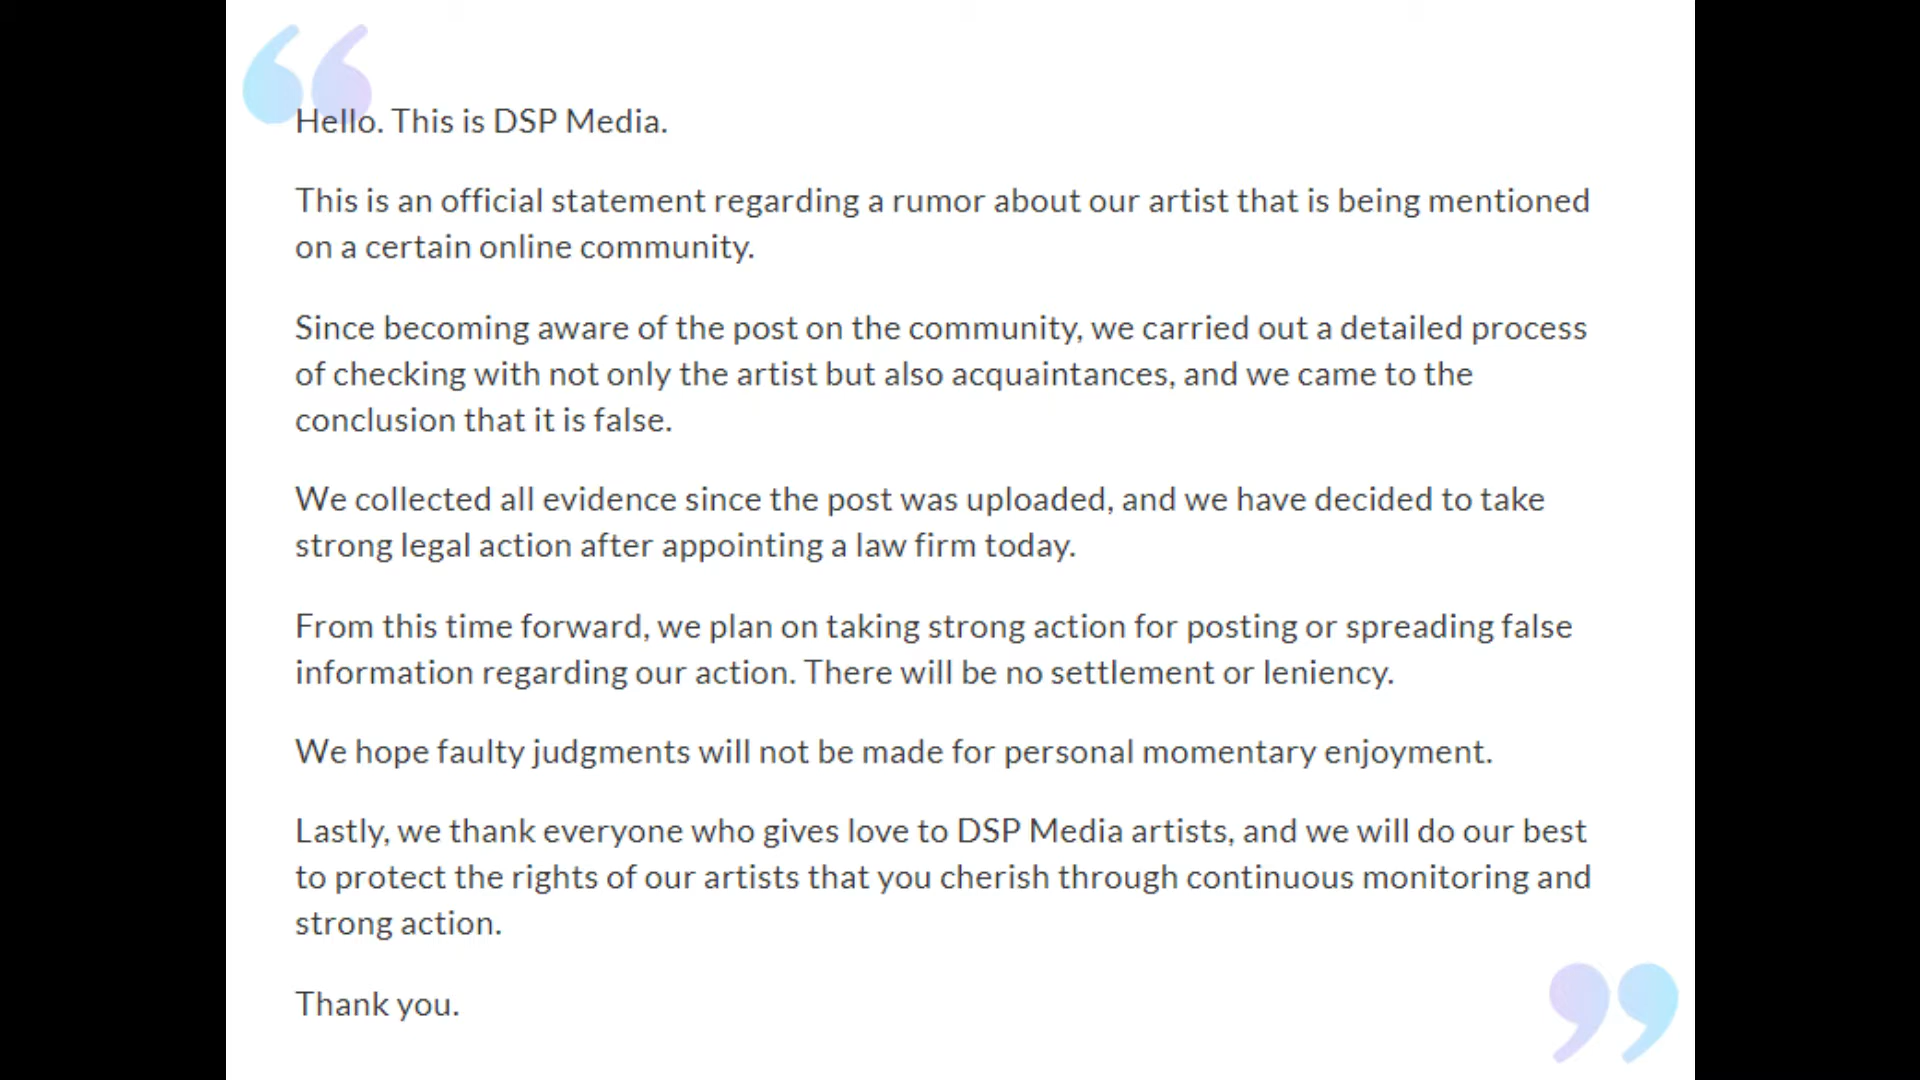 Hello. This is DSP Media.
This is an official statement regarding a rumor about our artist that is being mentioned
on a certain online community.
Since becoming aware of the post on the community, we carried out a detailed process
of checking with not only the artist but also acquaintances, and we came to the
conclusion that it is false.
We collected all evidence since the post was uploaded, and we have decided to take
strong legal action after appointing a law firm today.
From this time forward, we plan on taking strong action for posting or spreading false
information regarding our action. There will be no settlement or leniency.
We hope faulty judgments will not be made for personal momentary enjoyment.
Lastly, we thank everyone who gives love to DSP Media artists, and we will do our best
to protect the rights of our artists that you cherish through continuous monitoring and
strong action.
Thank you.